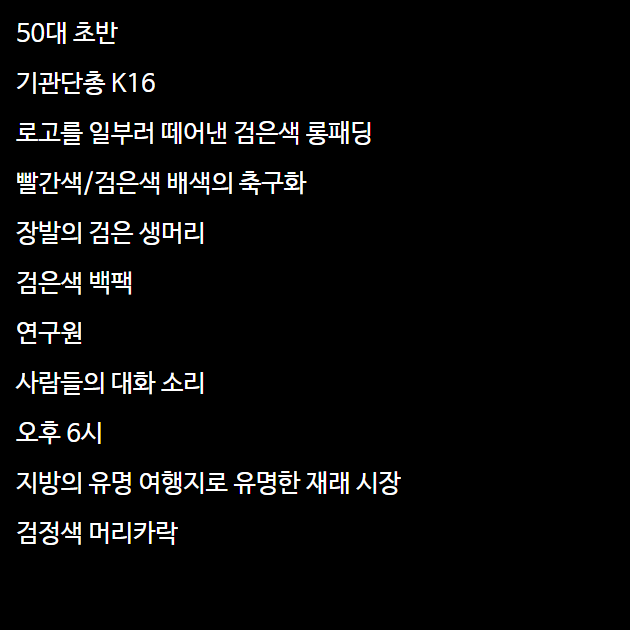 50대 초반
기관단총 K16
로고를 일부러 떼어낸 검은색 롱패딩
빨간색/검은색 배색의 축구화
장발의 검은 생머리
검은색 백팩
연구원
사람들의 대화 소리
오후 6시
지방의 유명 여행지로 유명한 재래 시장
검정색 머리카락